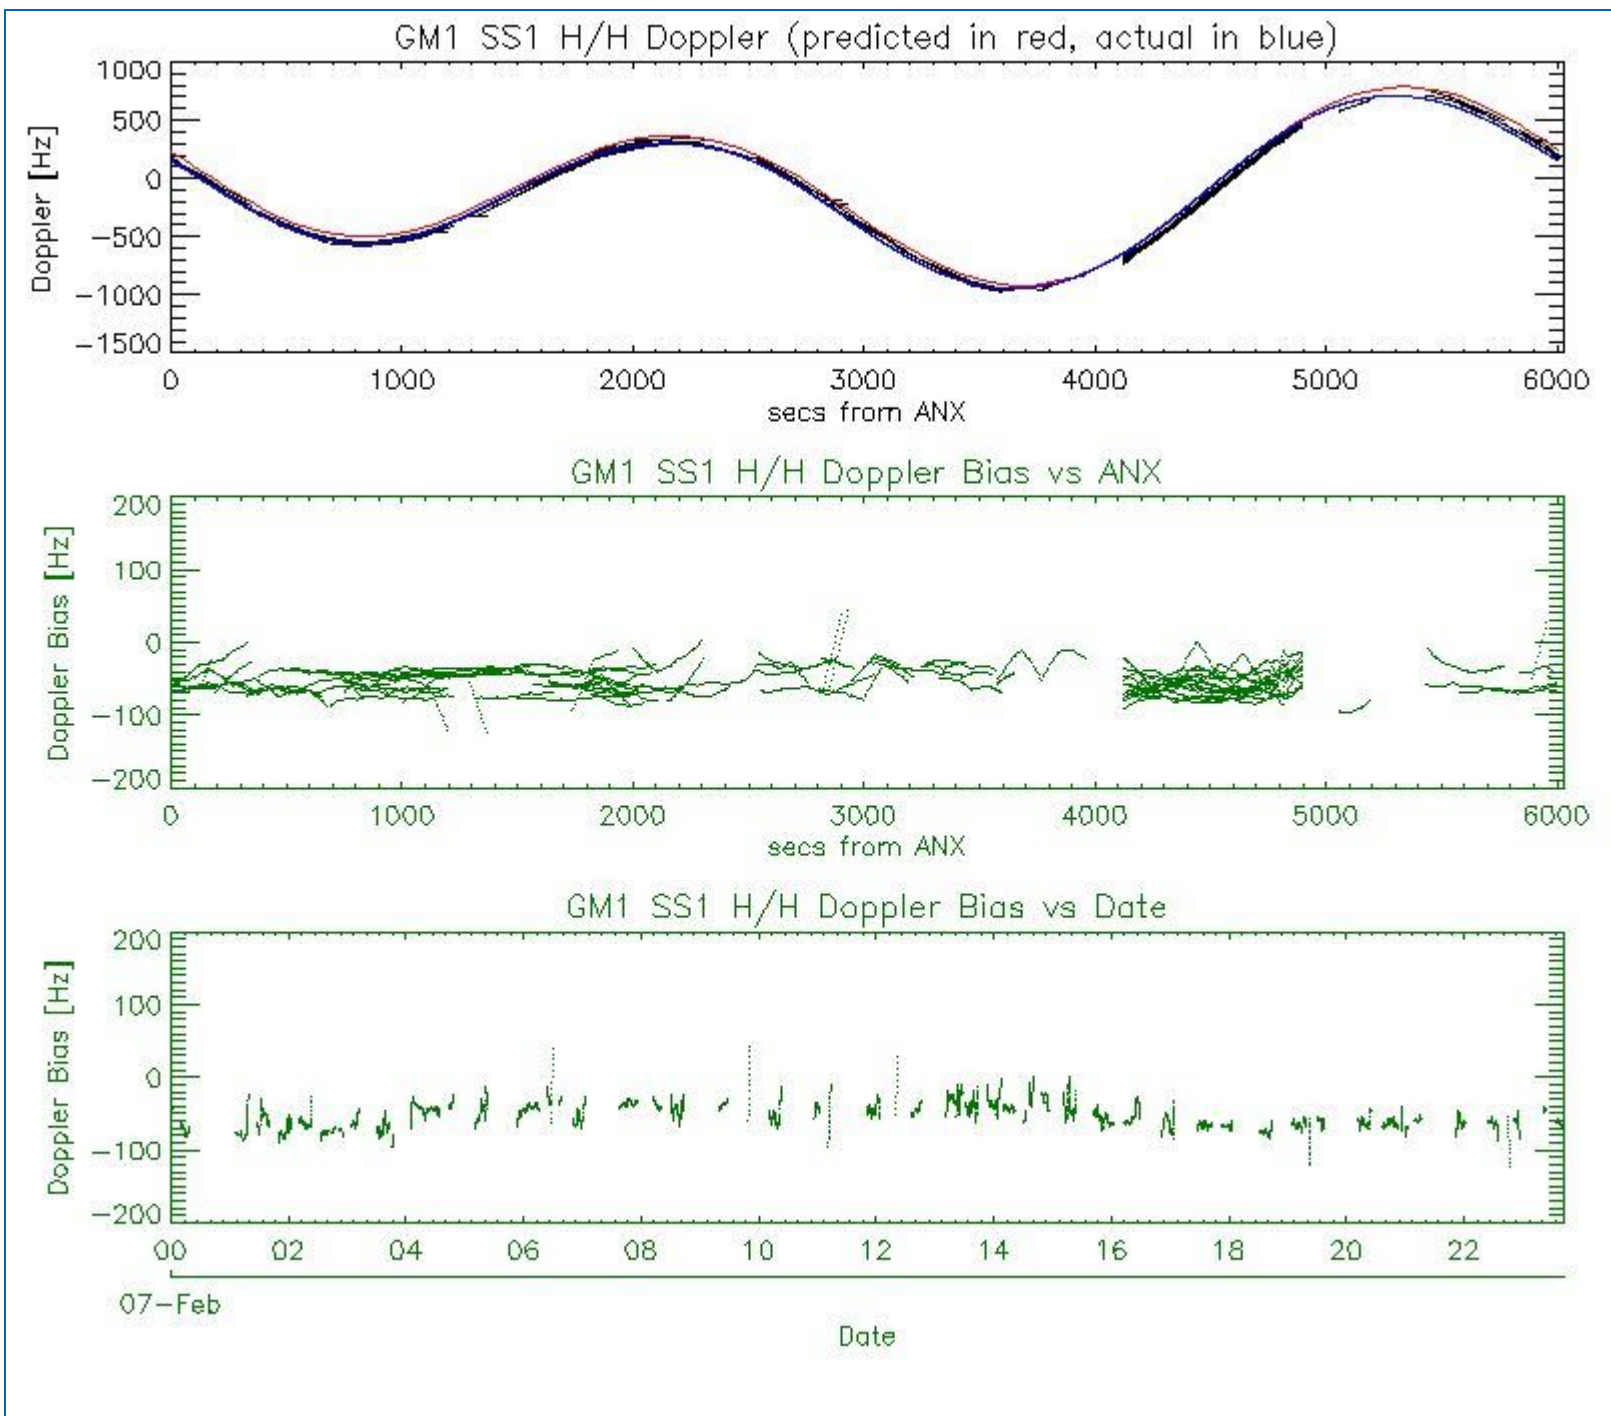 GM1 SS1 H/H Doppler (predicted in red, actual in blue)
1000
500
0
−500
−1000
−1500
Doppler [Hz]
0 1000 2000 3000 4000 5000 6000
secs from ANX
GM1 SS1 H/H Doppler Bias vs ANX
200
100
0
−100
−200
Doppler Bias [Hz]
0 1000 2000 3000 4000 5000 6000
secs from ANX
GM1 SS1 H/H Doppler Bias vs Date
200
100
0
−100
−200
Doppler Bias [Hz]
00 02 04 06 08 10 12 14 16 18 20 22
07−Feb
Date